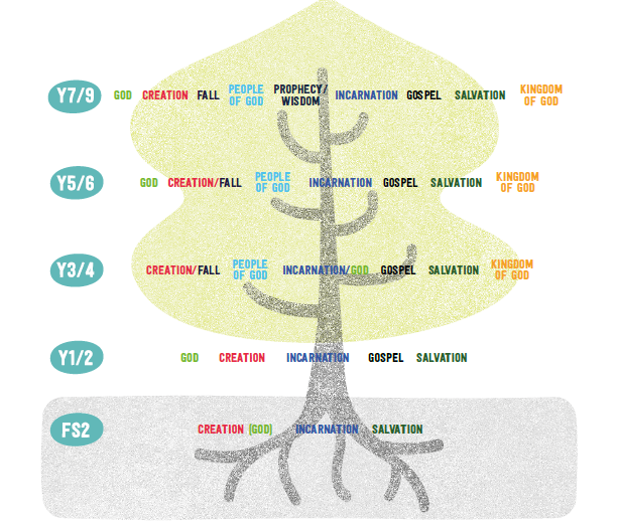 Y7/9 GOD CREATION FALL PEOPLE OF GOD PROPHECY/WISDOM INCARNATION GOSPEL SALVATION KINGDOM OF GOD
Y5/6 GOD CREATION/FALL PEOPLE OF GOD INCARNATION GOSPEL SALVATION KINGDOM OF GOD
Y3/4 CREATION/FALL PEOPLE OF GOD INCARNATION/GOD GOSPEL SALVATION KINGDOM OF GOD
Y1/2 GOD CREATION INCARNATION GOSPEL SALVATION
FS2 CREATION (GOD) INCARNATION SALVATION